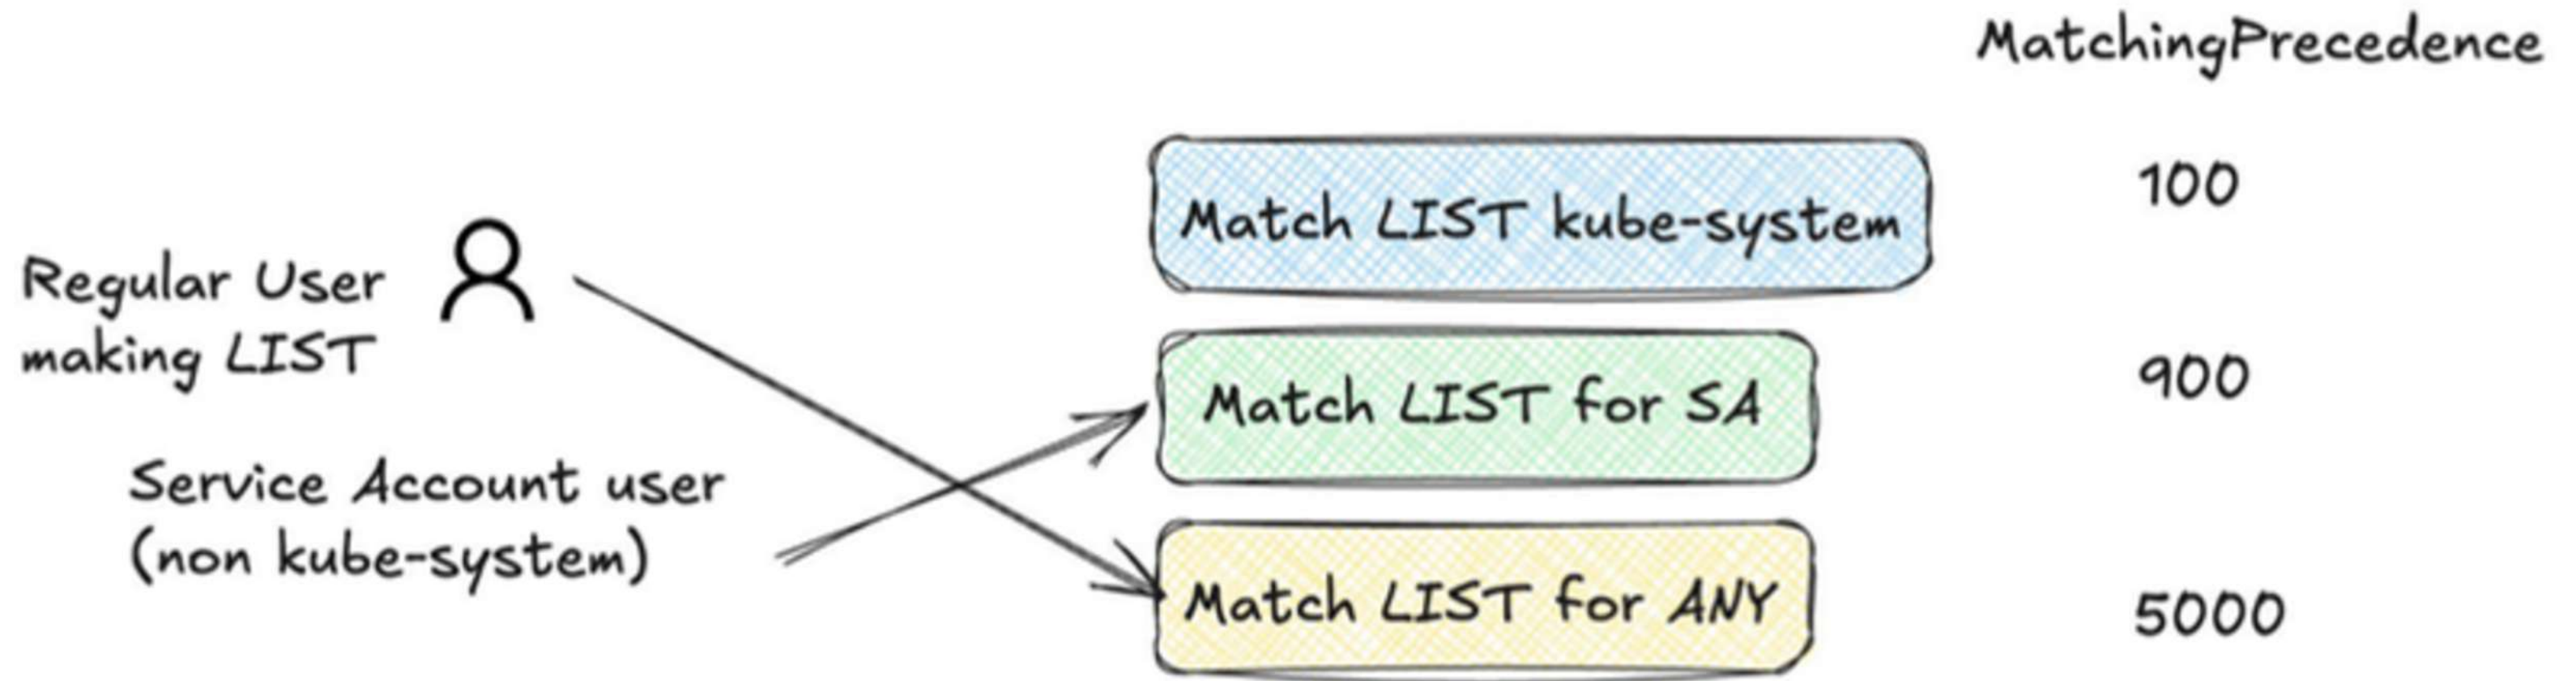 MatchingPrecedence
Match LIST kube-system
100
Regular User
making LIST
Match LIST for SA
900
Service Account user
(non kube-system)
Match LIST for ANY
5000